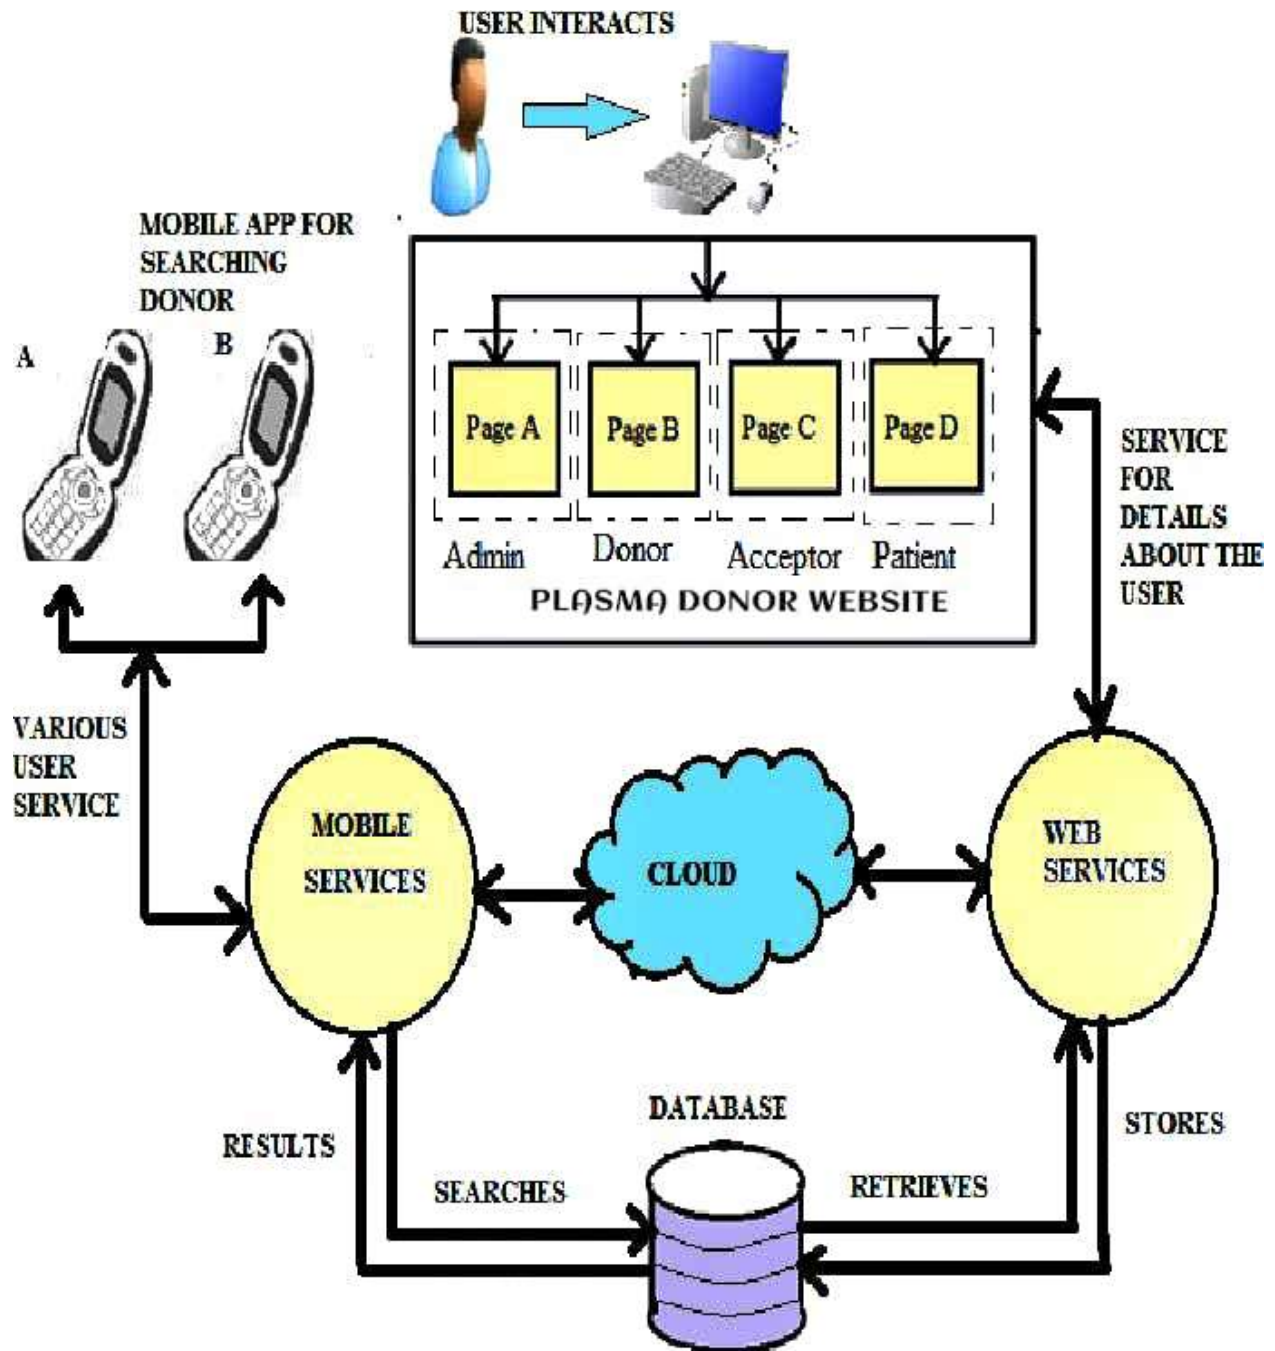 USER INTERACTS
MOBILE APP FOR
SEARCHING
DONOR
A
B
Page A
Page B
Page C
Page D
Admin
Donor
Acceptor
Patient
PLASMA DONOR WEBSITE
SERVICE
FOR
DETAILS
ABOUT THE
USER
VARIOUS
USER
SERVICE
MOBILE
SERVICES
CLOUD
WEB
SERVICES
DATABASE
RESULTS
SEARCHES
RETRIEVES
STORES